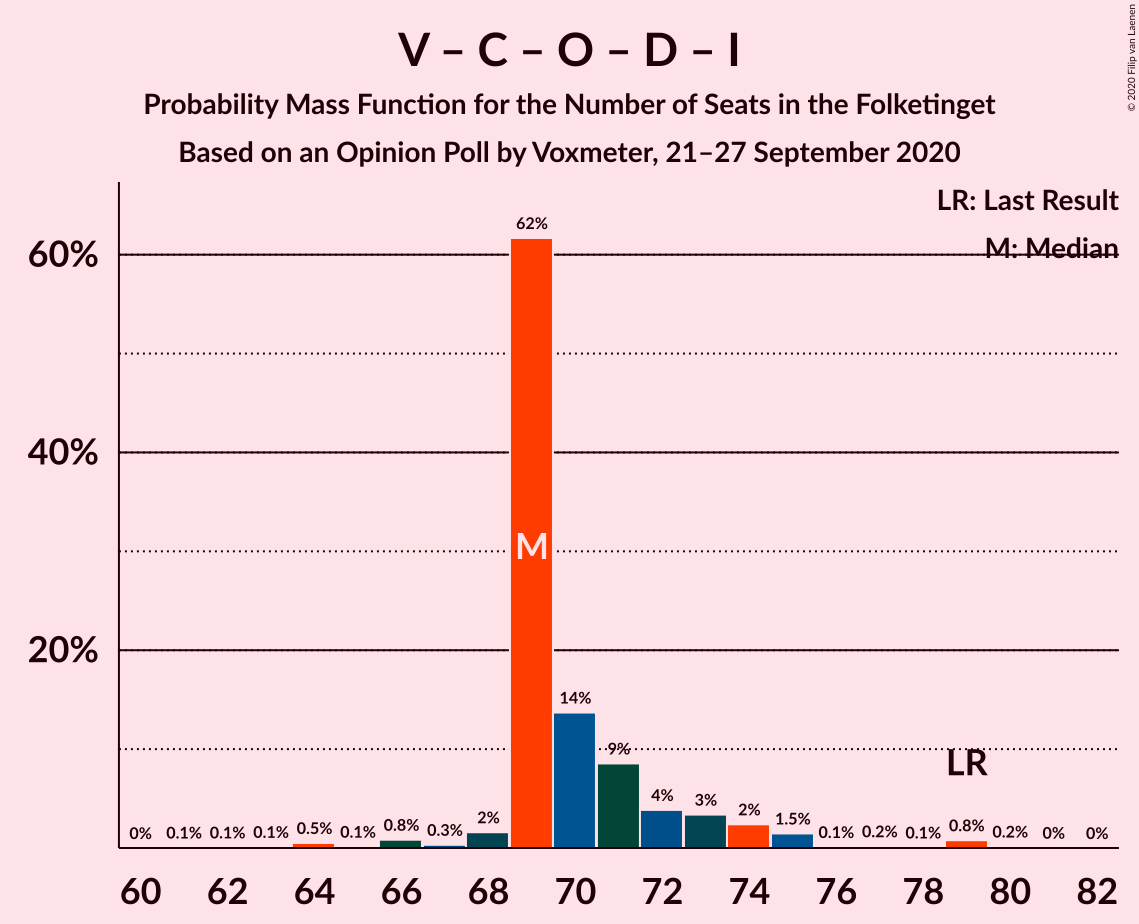 V – C – O – D – I
Probability Mass Function for the Number of Seats in the Folketinget
Based on an Opinion Poll by Voxmeter, 21–27 September 2020
© 2020 Filip van Laenen
LR: Last Result
M: Median
60%
40%
20%
62%
M
14%
9%
LR
0% 0.1% 0.1% 0.1% 0.5% 0.1% 0.8% 0.3% 2% 4% 3% 2% 1.5% 0.1% 0.2% 0.1% 0.8% 0.2% 0% 0%
60 62 64 66 68 70 72 74 76 78 80 82